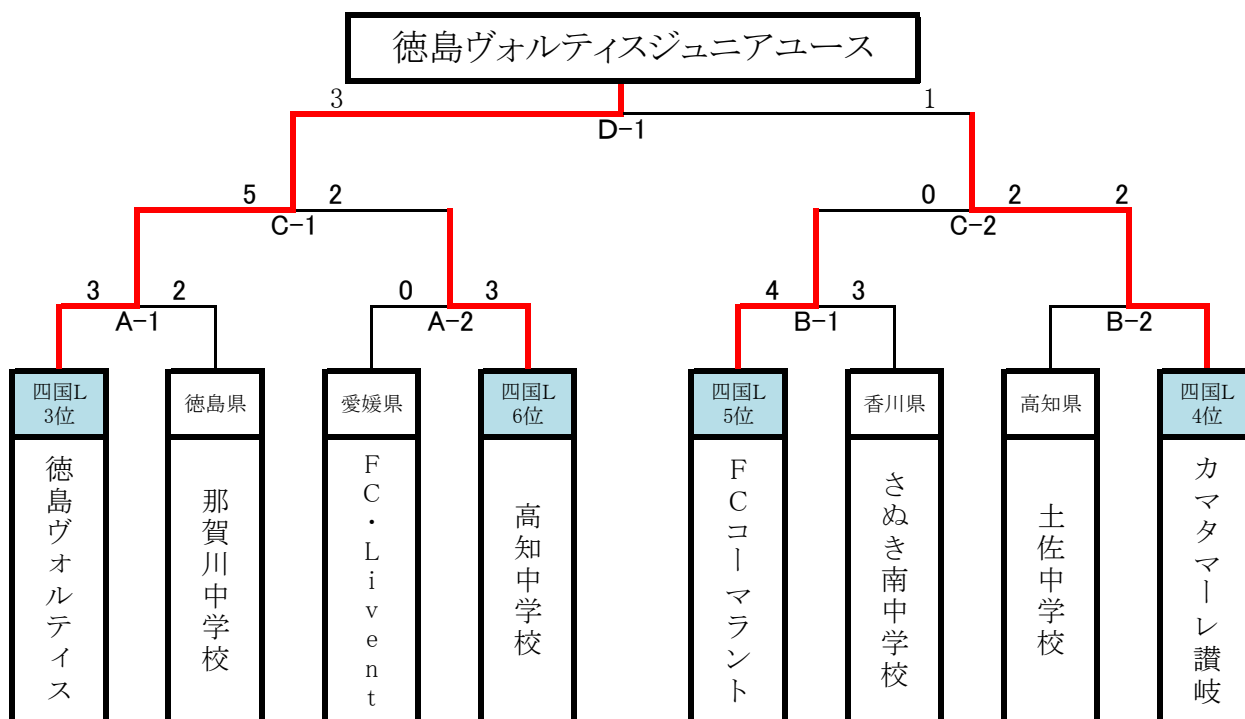 徳島ヴォルティスジュニアユース
3 1
D-1
5 2 0 2 2
C-1 C-2
3 2 0 3 4 3
A-1 A-2 B-1 B-2
四国L
3位
徳島県
愛媛県
四国L
6位
四国L
5位
香川県
高知県
四国L
4位
徳島ヴォルティス
那賀川中学校
FC・Livent
高知中学校
FCコーマラント
さぬき南中学校
土佐中学校
カマタマーレ讃岐